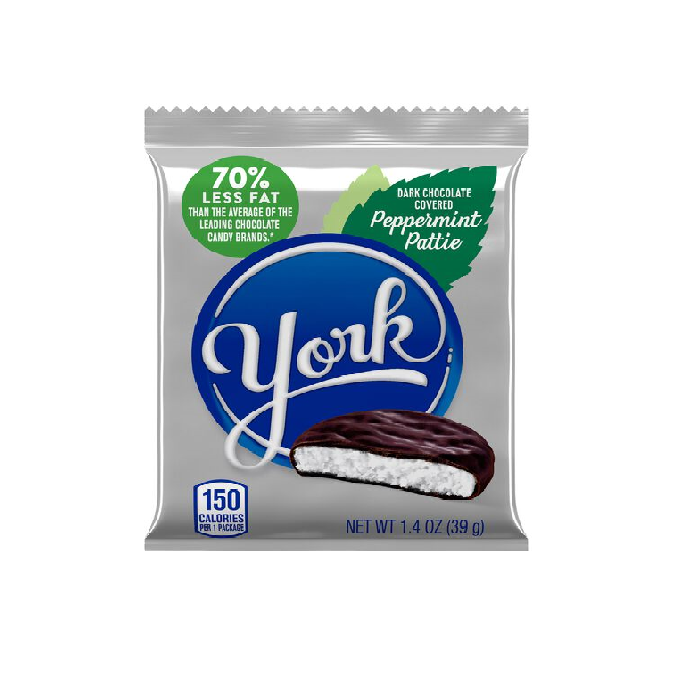 70%
LESS FAT
THAN THE AVERAGE OF THE
LEADING CHOCOLATE
CANDY BRANDS.*
DARK CHOCOLATE
COVERED
Peppermint
Pattie
York
150
CALORIES
PER 1 PACKAGE
NET WT 1.4 OZ (39 g)